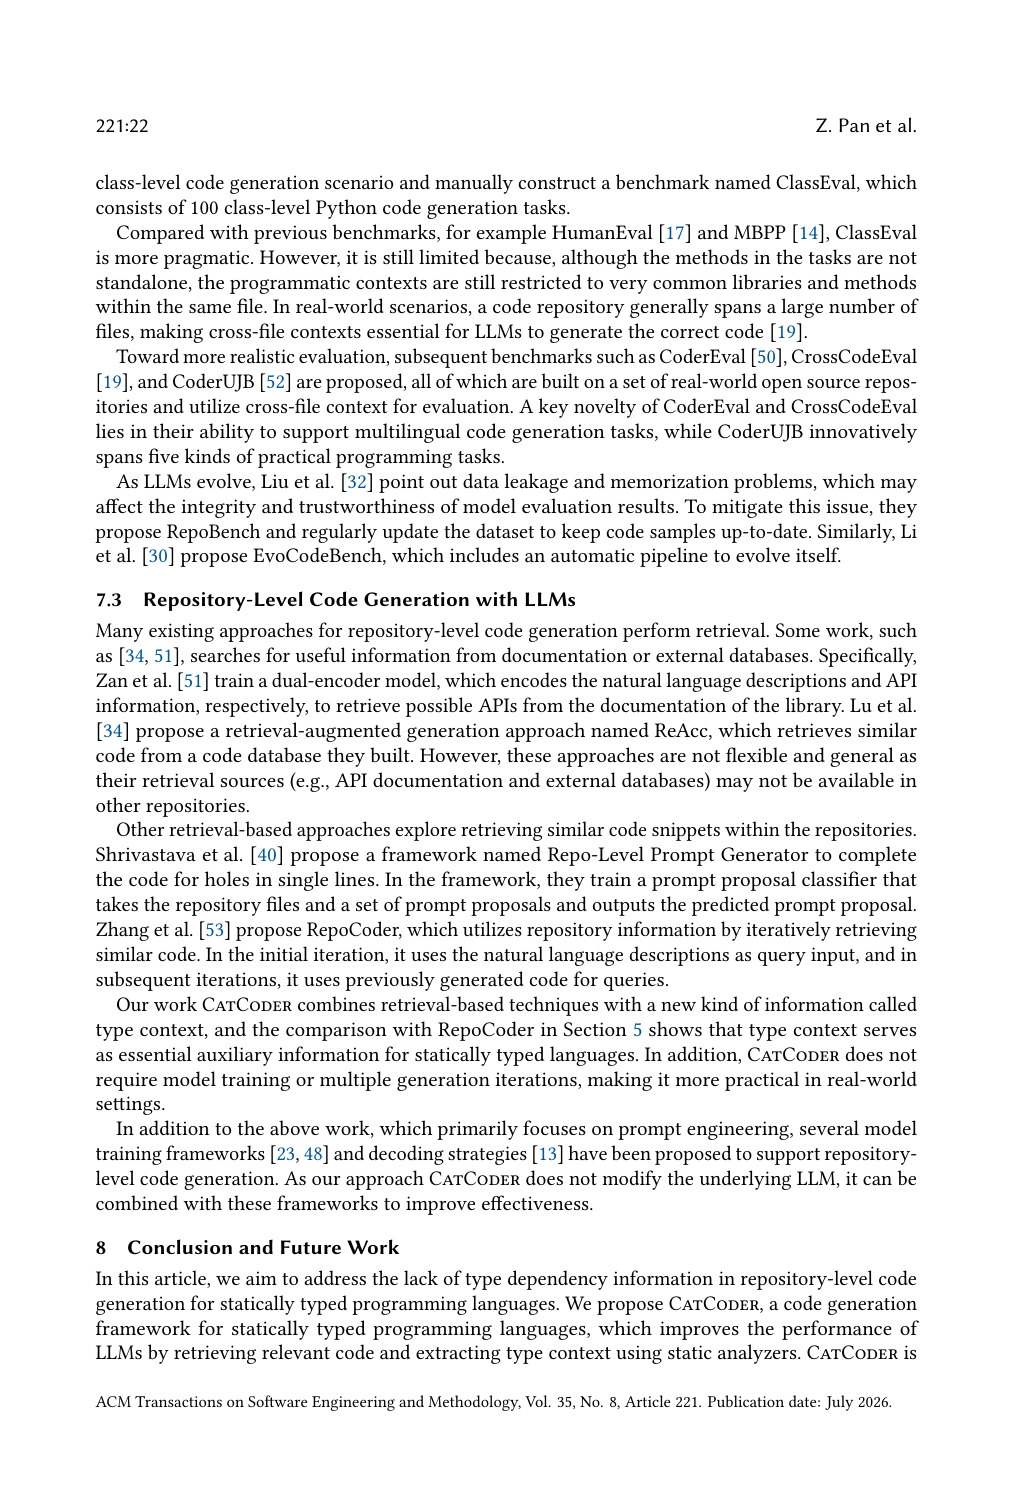 221:22
Z. Pan et al.
class-level code generation scenario and manually construct a benchmark named ClassEval, which
consists of 100 class-level Python code generation tasks.
Compared with previous benchmarks, for example HumanEval [17] and MBPP [14], ClassEval
is more pragmatic. However, it is still limited because, although the methods in the tasks are not
standalone, the programmatic contexts are still restricted to very common libraries and methods
within the same file. In real-world scenarios, a code repository generally spans a large number of
files, making cross-file contexts essential for LLMs to generate the correct code [19].
Toward more realistic evaluation, subsequent benchmarks such as CoderEval [50], CrossCodeEval
[19], and CoderUJB [52] are proposed, all of which are built on a set of real-world open source repos-
itories and utilize cross-file context for evaluation. A key novelty of CoderEval and CrossCodeEval
lies in their ability to support multilingual code generation tasks, while CoderUJB innovatively
spans five kinds of practical programming tasks.
As LLMs evolve, Liu et al. [32] point out data leakage and memorization problems, which may
affect the integrity and trustworthiness of model evaluation results. To mitigate this issue, they
propose RepoBench and regularly update the dataset to keep code samples up-to-date. Similarly, Li
et al. [30] propose EvoCodeBench, which includes an automatic pipeline to evolve itself.
7.3 Repository-Level Code Generation with LLMs
Many existing approaches for repository-level code generation perform retrieval. Some work, such
as [34, 51], searches for useful information from documentation or external databases. Specifically,
Zan et al. [51] train a dual-encoder model, which encodes the natural language descriptions and API
information, respectively, to retrieve possible APIs from the documentation of the library. Lu et al.
[34] propose a retrieval-augmented generation approach named ReAcc, which retrieves similar
code from a code database they built. However, these approaches are not flexible and general as
their retrieval sources (e.g., API documentation and external databases) may not be available in
other repositories.
Other retrieval-based approaches explore retrieving similar code snippets within the repositories.
Shrivastava et al. [40] propose a framework named Repo-Level Prompt Generator to complete
the code for holes in single lines. In the framework, they train a prompt proposal classifier that
takes the repository files and a set of prompt proposals and outputs the predicted prompt proposal.
Zhang et al. [53] propose RepoCoder, which utilizes repository information by iteratively retrieving
similar code. In the initial iteration, it uses the natural language descriptions as query input, and in
subsequent iterations, it uses previously generated code for queries.
Our work CatCoder combines retrieval-based techniques with a new kind of information called
type context, and the comparison with RepoCoder in Section 5 shows that type context serves
as essential auxiliary information for statically typed languages. In addition, CatCoder does not
require model training or multiple generation iterations, making it more practical in real-world
settings.
In addition to the above work, which primarily focuses on prompt engineering, several model
training frameworks [23, 48] and decoding strategies [13] have been proposed to support repository-
level code generation. As our approach CatCoder does not modify the underlying LLM, it can be
combined with these frameworks to improve effectiveness.
8 Conclusion and Future Work
In this article, we aim to address the lack of type dependency information in repository-level code
generation for statically typed programming languages. We propose CatCoder, a code generation
framework for statically typed programming languages, which improves the performance of
LLMs by retrieving relevant code and extracting type context using static analyzers. CatCoder is
ACM Transactions on Software Engineering and Methodology, Vol. 35, No. 8, Article 221. Publication date: July 2026.